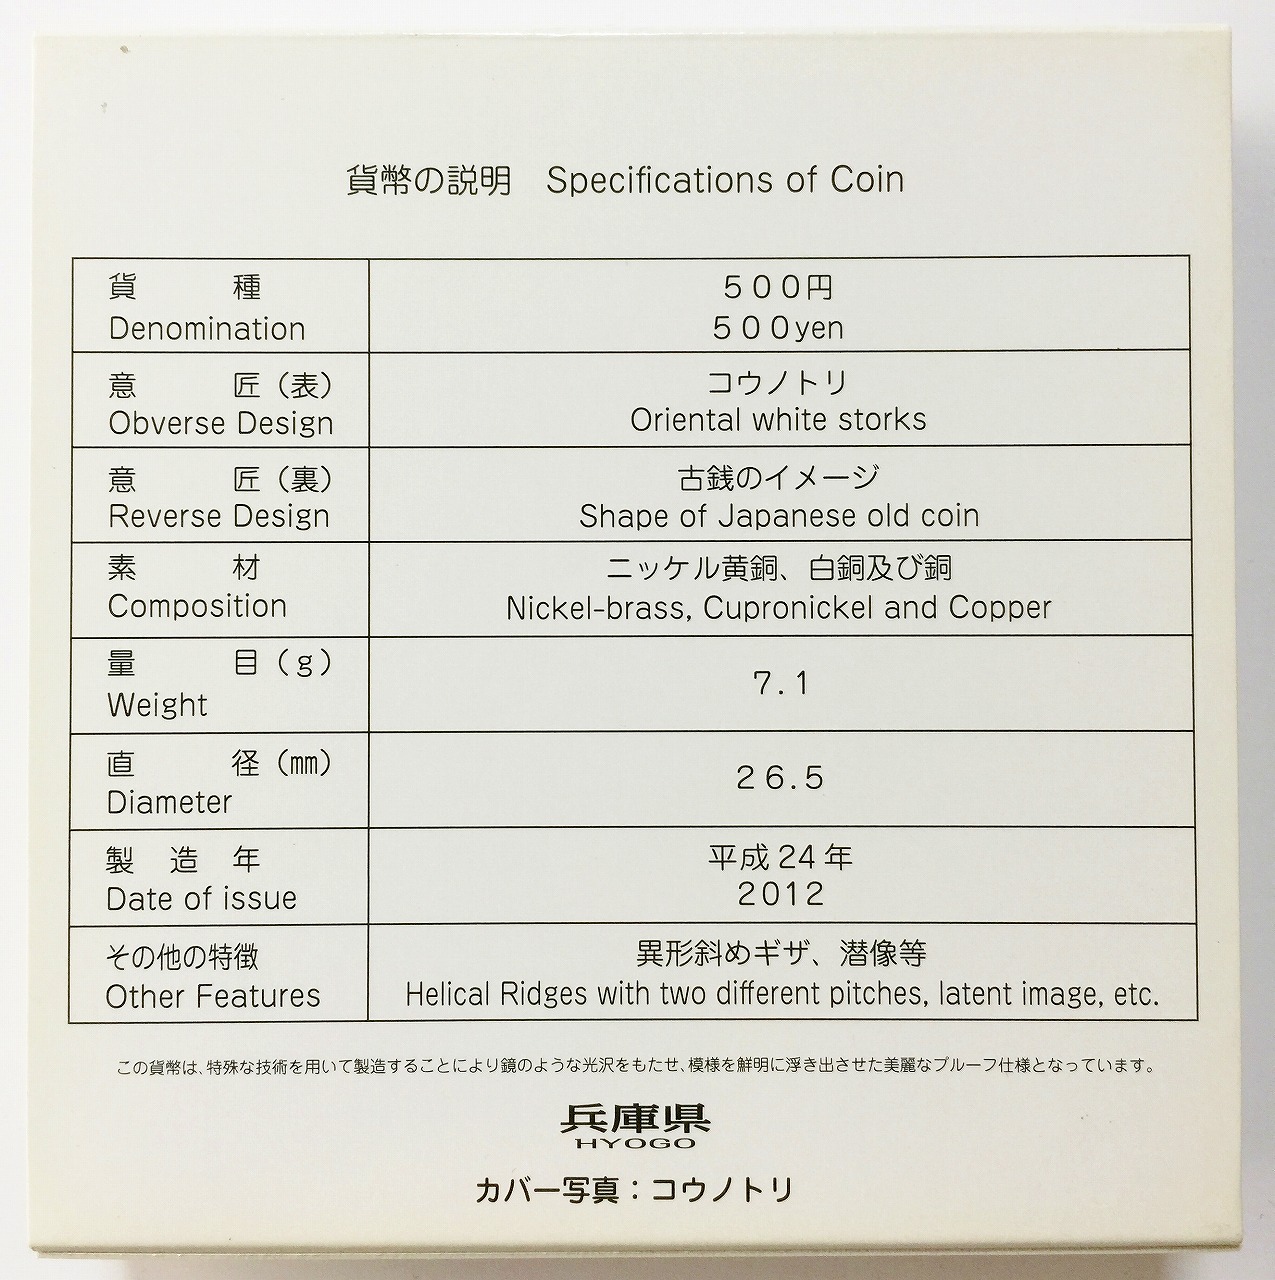 貨幣の説明　Specifications of Coin
貨　　　種
５００円
Denomination
５００yen
意　　　匠（表）
コウノトリ
Obverse Design
Oriental white storks
意　　　匠（裏）
古銭のイメージ
Reverse Design
Shape of Japanese old coin
素　　　材
ニッケル黄銅、白銅及び銅
Composition
Nickel-brass, Cupronickel and Copper
量　　　目（ｇ）
Weight
７.１
直　　　径（㎜）
Diameter
２６.５
製　造　年
平成24年
Date of issue
2012
その他の特徴
異形斜めギザ、潜像等
Other Features
Helical Ridges with two different pitches, latent image, etc.
この貨幣は、特殊な技術を用いて製造することにより鏡のような光沢をもたせ、模様を鮮明に浮き出させた美麗なプルーフ仕様となっています。
兵庫県
HYOGO
カバー写真：コウノトリ